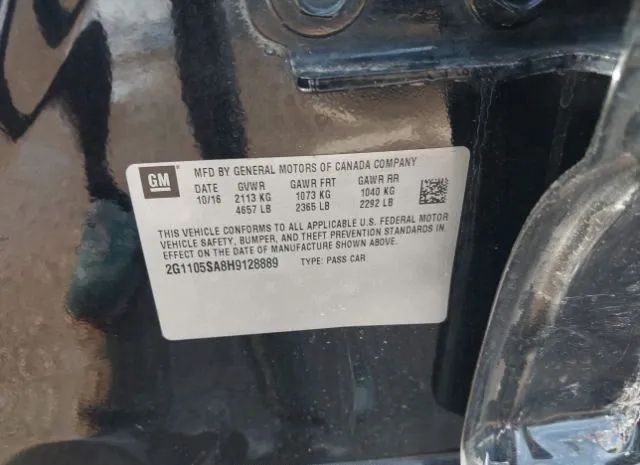 GM
MFD BY GENERAL MOTORS OF CANADA COMPANY
DATE GVWR GAWR FRT GAWR RR
10/16 2113 KG 1073 KG 1040 KG
4657 LB 2365 LB 2292 LB
THIS VEHICLE CONFORMS TO ALL APPLICABLE U.S. FEDERAL MOTOR
VEHICLE SAFETY, BUMPER, AND THEFT PREVENTION STANDARDS IN
EFFECT ON THE DATE OF MANUFACTURE SHOWN ABOVE.
2G1105SA8H9128889 TYPE: PASS CAR